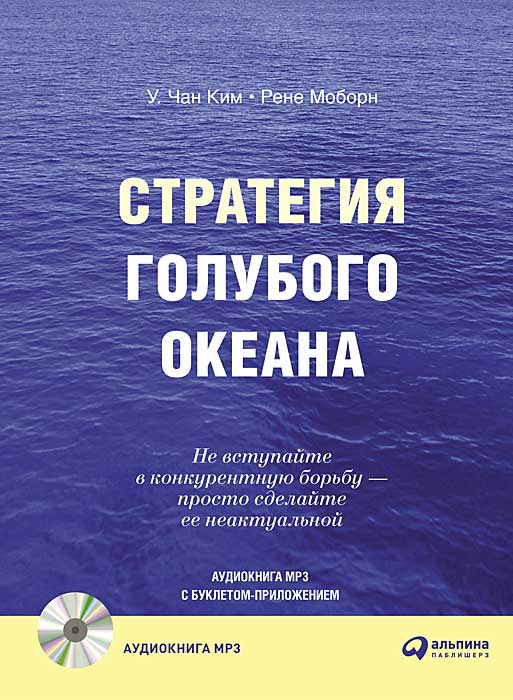 У. Чан Ким • Рене Моборн
СТРАТЕГИЯ
ГОЛУБОГО
ОКЕАНА
Не вступайте
в конкурентную борьбу —
просто сделайте
ее неактуальной
АУДИОКНИГА MP3
С БУКЛЕТОМ-ПРИЛОЖЕНИЕМ
АУДИОКНИГА MP3
альпина
ПАБЛИШЕРЗ